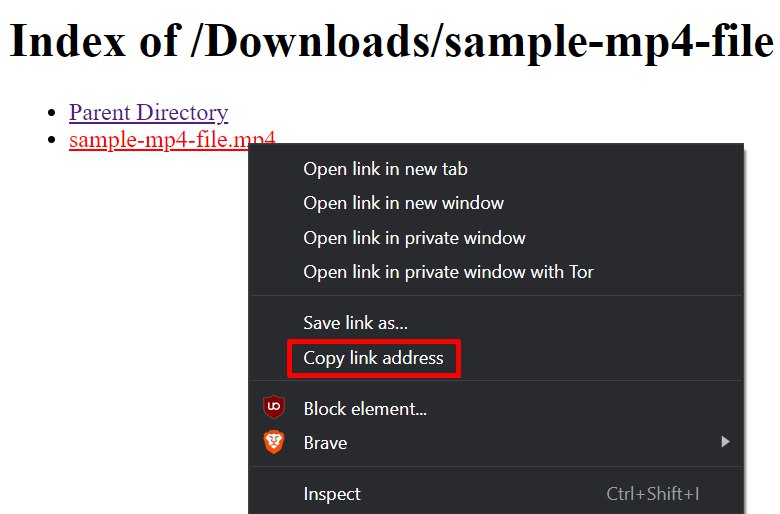 Index of /Downloads/sample-mp4-file
Parent Directory
sample-mp4-file.mp4
Open link in new tab
Open link in new window
Open link in private window
Open link in private window with Tor
Save link as...
Copy link address
Block element...
Brave
Inspect Ctrl+Shift+I